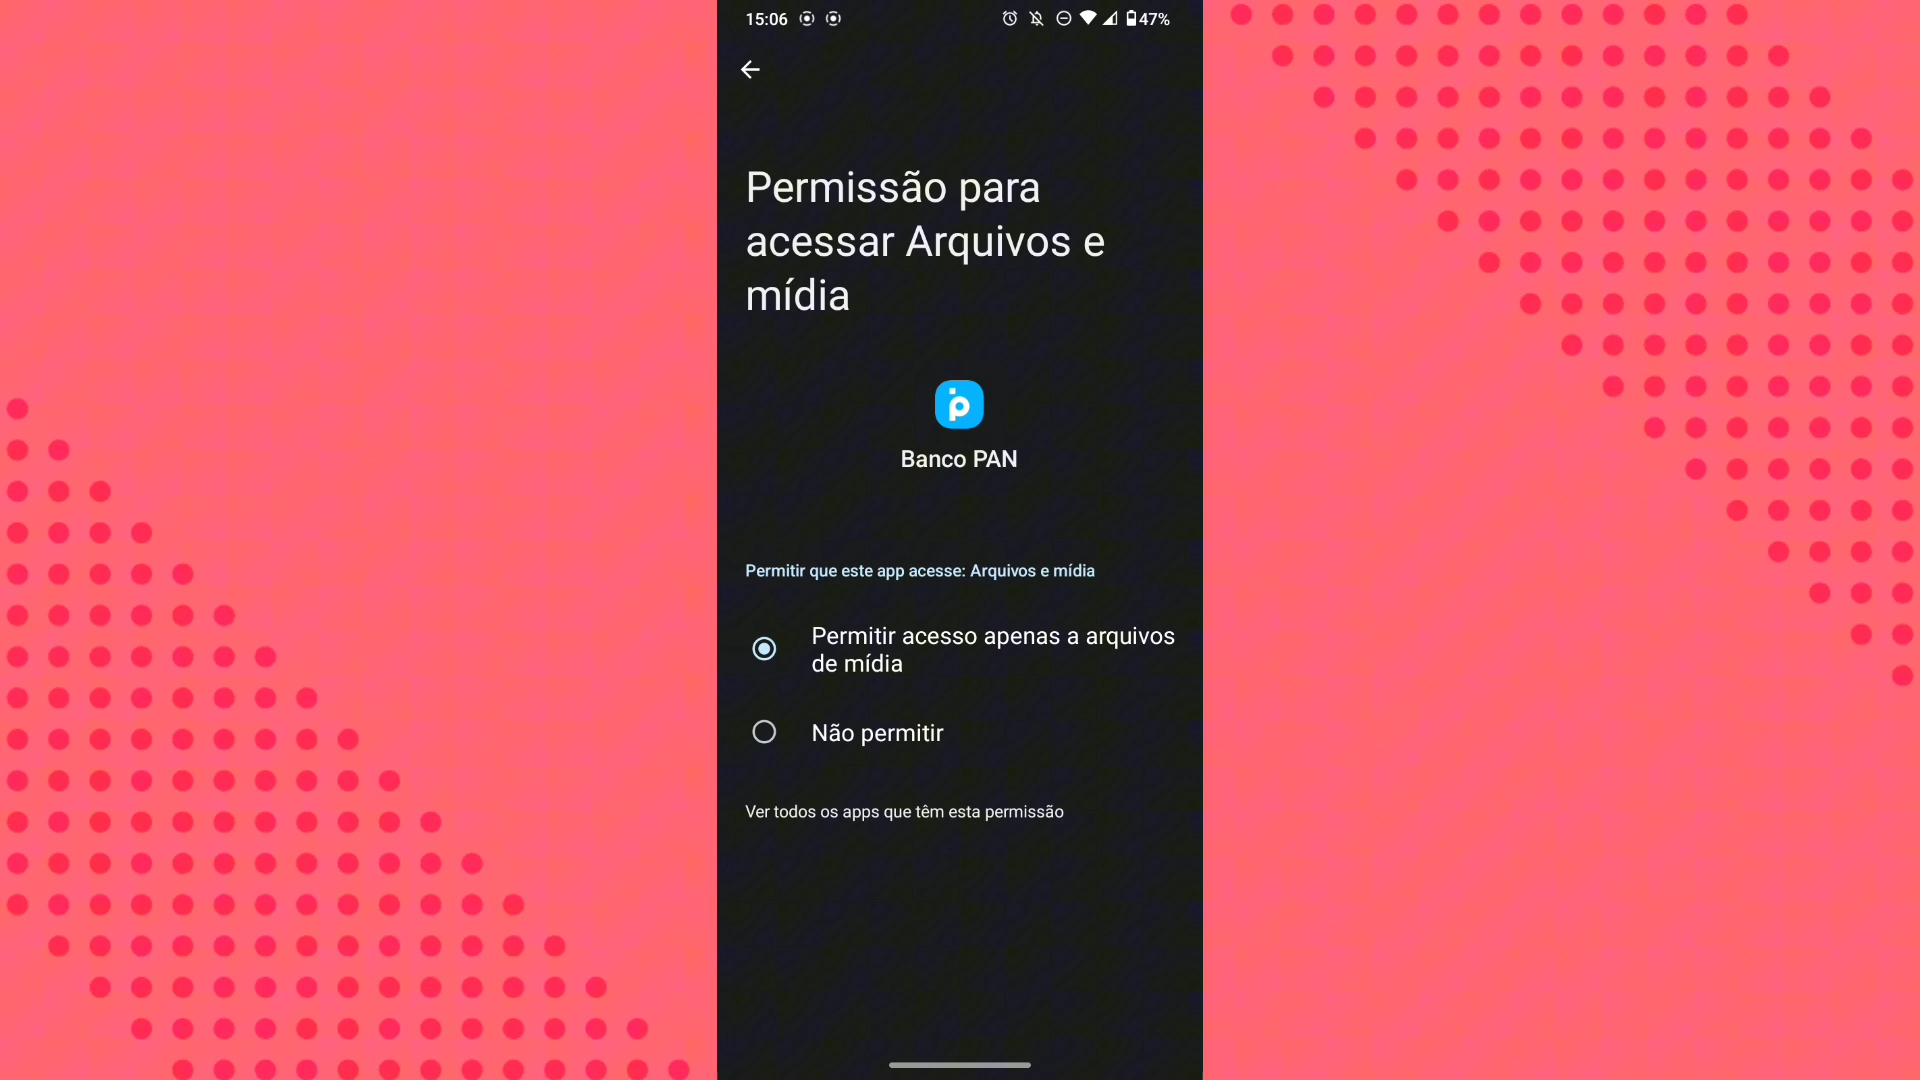 15:06
47%
Permissão para
acessar Arquivos e
mídia
Banco PAN
Permitir que este app acesse: Arquivos e mídia
Permitir acesso apenas a arquivos
de mídia
Não permitir
Ver todos os apps que têm esta permissão